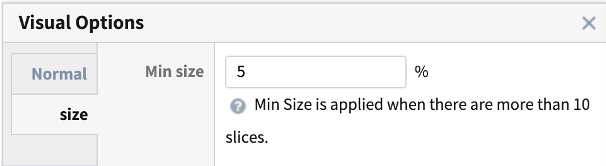 Visual Options ×
Normal
Min size 5 %
size
? Min Size is applied when there are more than 10
slices.